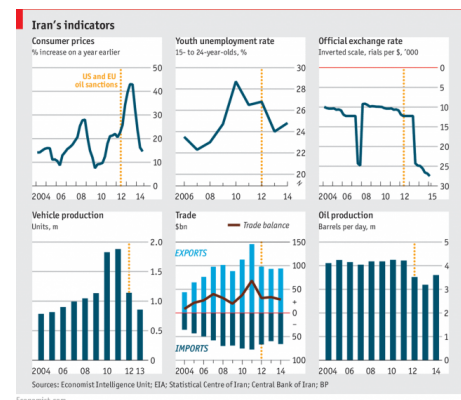 Iran's indicators
Consumer prices
% increase on a year earlier
US and EU
oil sanctions
50
40
30
20
10
0
2004 06 08 10 12 14
Youth unemployment rate
15- to 24-year-olds, %
30
28
26
24
22
20
2006 08 10 12 14
Official exchange rate
Inverted scale, rials per $, '000
0
5
10
15
20
25
30
2004 06 08 10 12 15
Vehicle production
Units, m
2.0
1.5
1.0
0.5
0
2004 06 08 10 12 13
Trade
$bn
Trade balance
EXPORTS
IMPORTS
150
100
50
+
0
–
50
100
2004 06 08 10 12 14
Oil production
Barrels per day, m
5
4
3
2
1
0
2004 06 08 10 12 14
Sources: Economist Intelligence Unit; EIA; Statistical Centre of Iran; Central Bank of Iran; BP
Economist.com